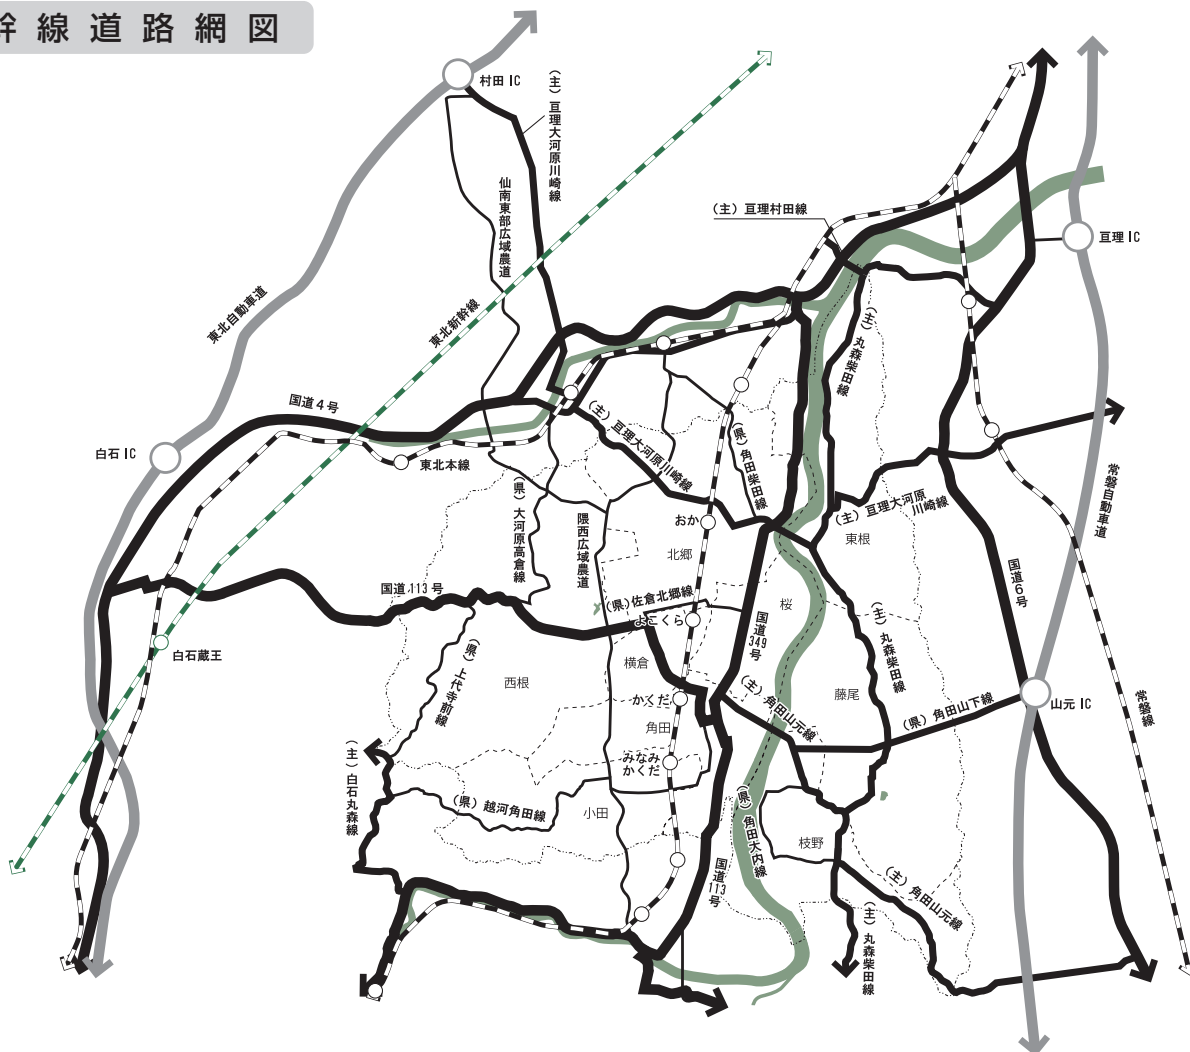 幹線道路網図
村田IC
(主)亘理大河原川崎線
仙南東部広域農道
(主)亘理村田線
亘理IC
東北自動車道
東北新幹線
(主)丸森柴田線
国道4号
白石IC
東北本線
(主)亘理大河原川崎線
(県)角田柴田線
(県)大河原高倉線
隈西広域農道
おか
北郷
(主)亘理大河原
川崎線
東根
常磐自動車道
国道113号
(県)佐倉北郷線
よこくら
桜
国道349号
国道6号
(主)丸森柴田線
白石蔵王
(県)上代寺前線
西根
横倉
かくだ
角田
(主)角田山元線
藤尾
(県)角田山下線
山元IC
常磐線
みなみ
かくだ
(主)白石丸森線
(県)越河角田線
小田
(県)角田大内線
枝野
国道113号
(主)角田山元線
(主)丸森柴田線